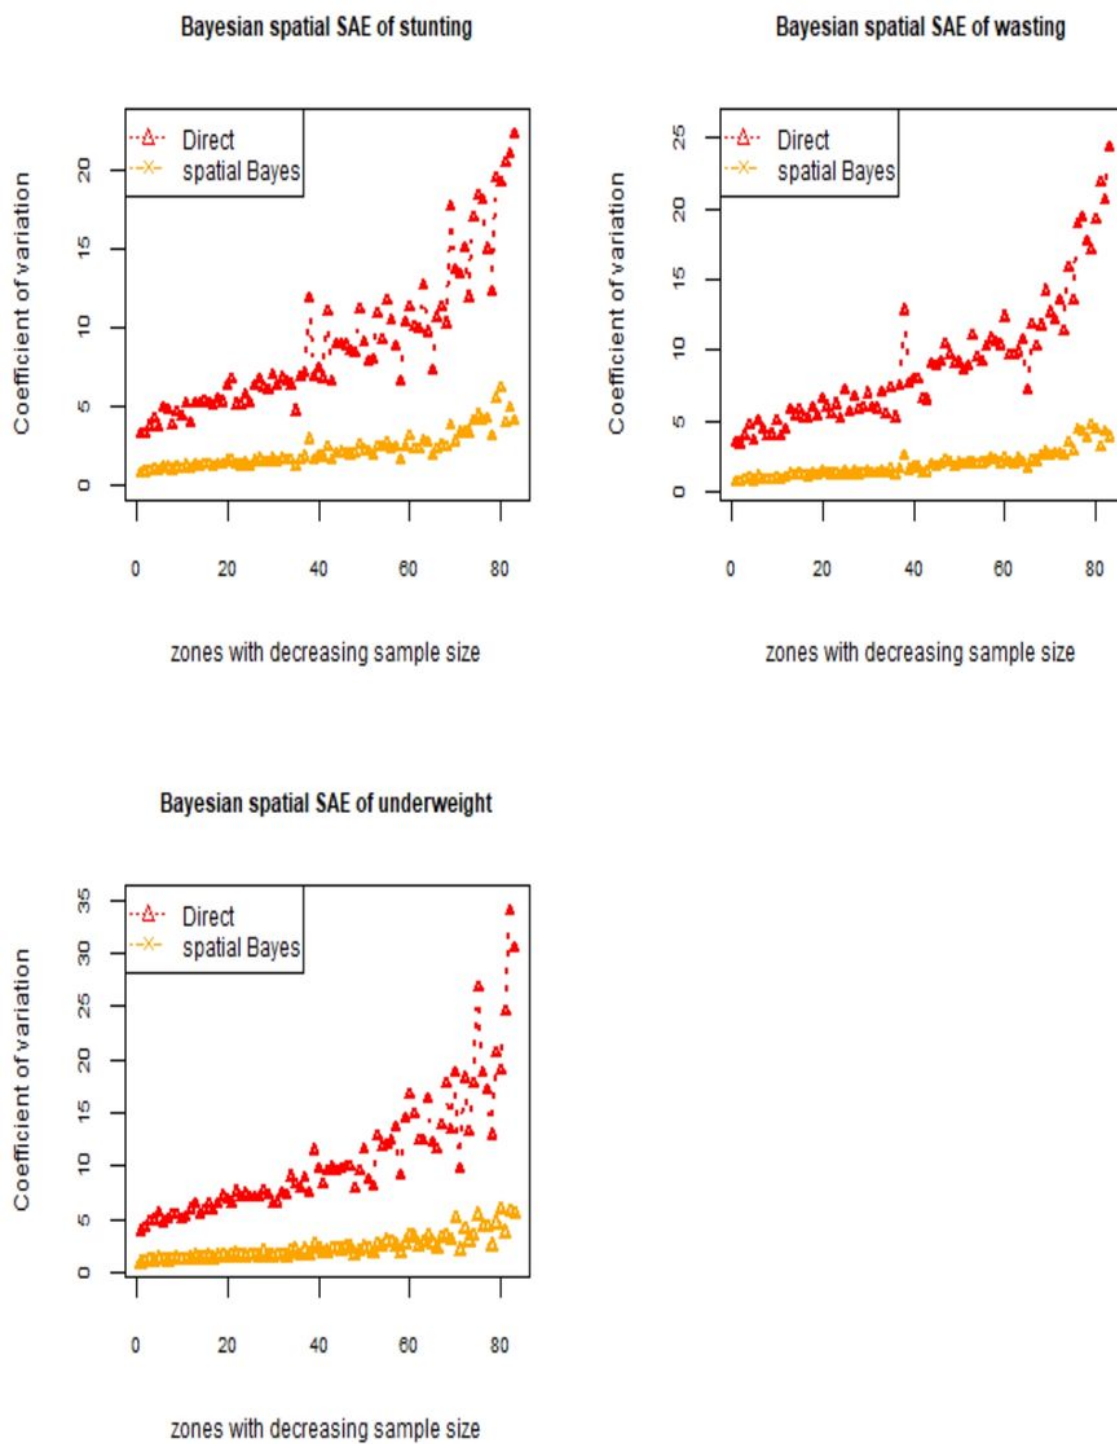 Bayesian spatial SAE of stunting
Direct
spatial Bayes
Coefficient of variation
20
15
10
5
0
0 20 40 60 80
zones with decreasing sample size
Bayesian spatial SAE of wasting
Direct
spatial Bayes
Coefficient of variation
25
20
15
10
5
0
0 20 40 60 80
zones with decreasing sample size
Bayesian spatial SAE of underweight
Direct
spatial Bayes
Coefficient of variation
35
30
25
20
15
10
5
0
0 20 40 60 80
zones with decreasing sample size